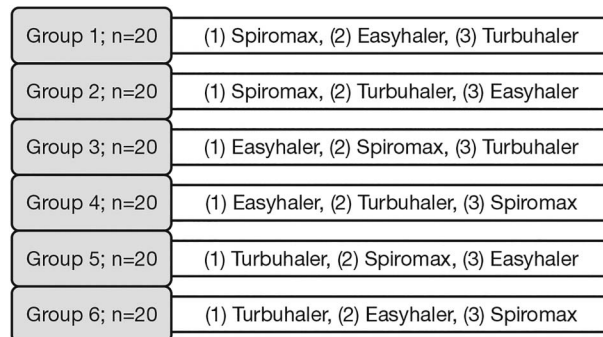 Group 1; n=20 (1) Spiromax, (2) Easyhaler, (3) Turbuhaler
Group 2; n=20 (1) Spiromax, (2) Turbuhaler, (3) Easyhaler
Group 3; n=20 (1) Easyhaler, (2) Spiromax, (3) Turbuhaler
Group 4; n=20 (1) Easyhaler, (2) Turbuhaler, (3) Spiromax
Group 5; n=20 (1) Turbuhaler, (2) Spiromax, (3) Easyhaler
Group 6; n=20 (1) Turbuhaler, (2) Easyhaler, (3) Spiromax